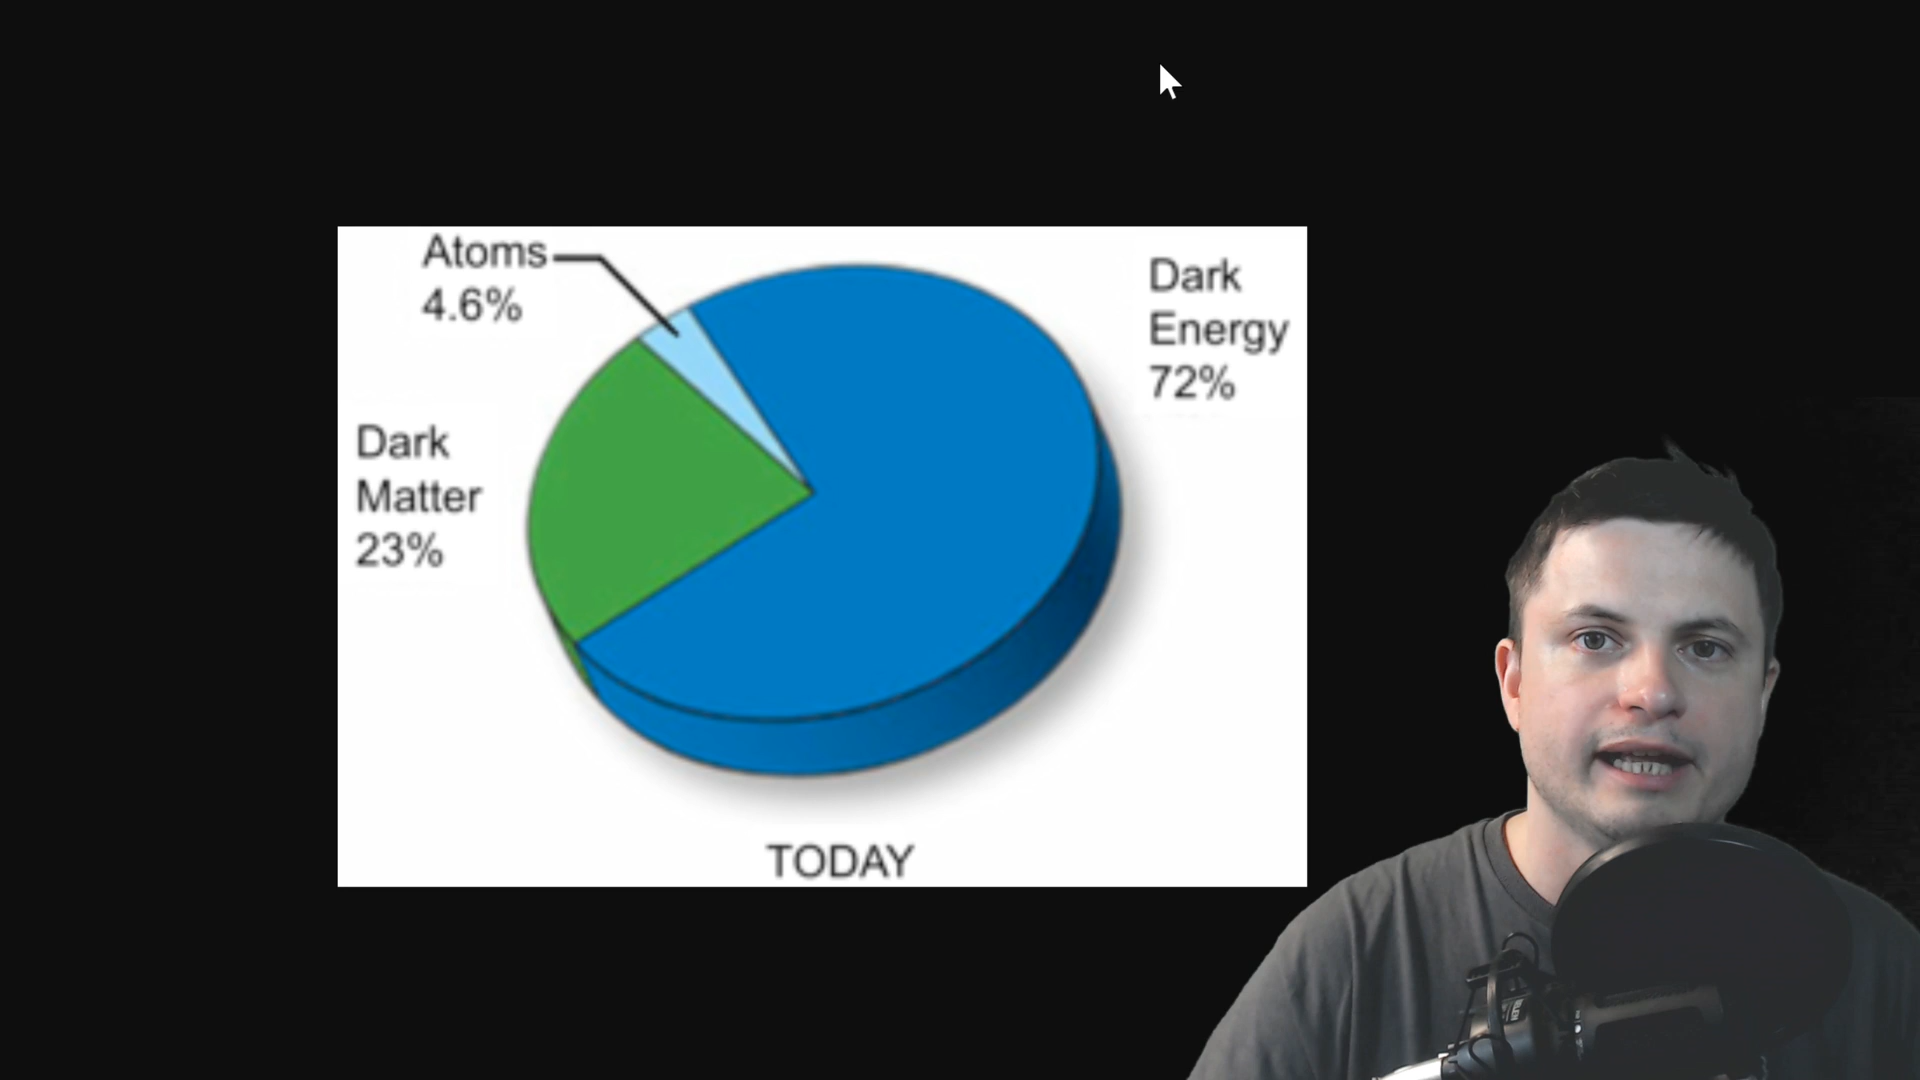 Atoms
4.6%
Dark
Energy
72%
Dark
Matter
23%
TODAY